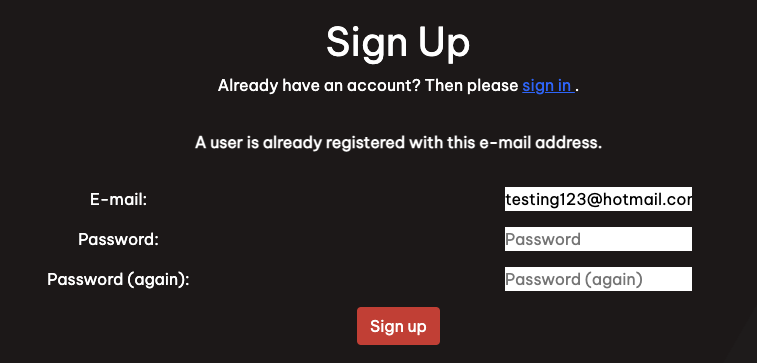 Sign Up
Already have an account? Then please sign in .
A user is already registered with this e-mail address.
E-mail: testing123@hotmail.cor
Password: Password
Password (again): Password (again)
Sign up